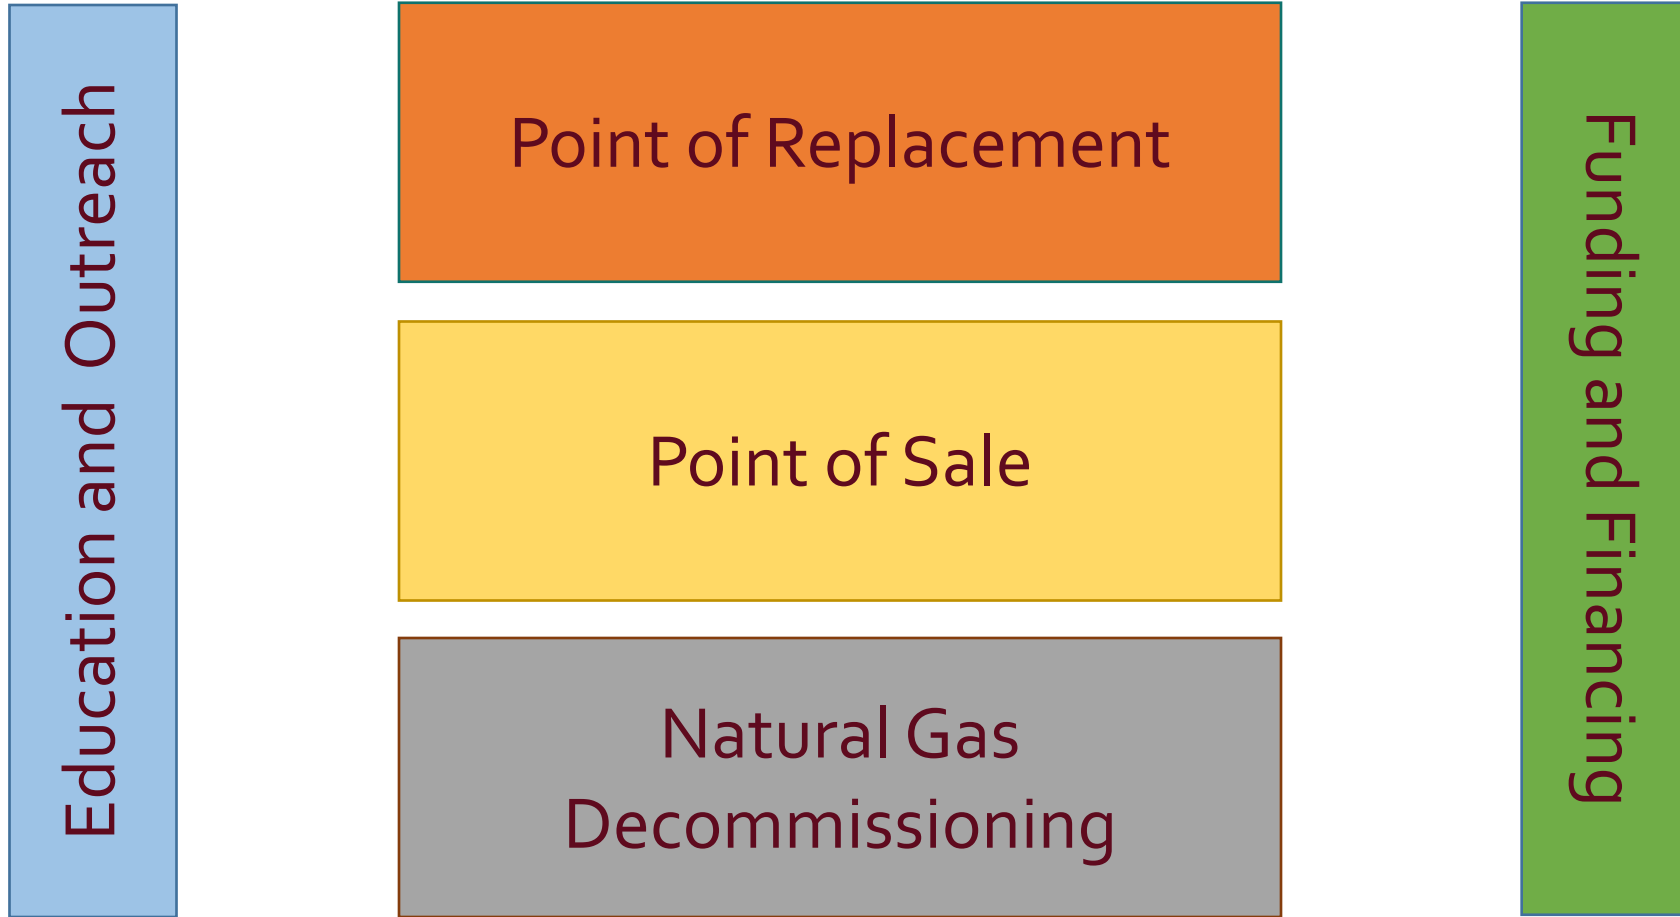 Education and Outreach
Point of Replacement
Point of Sale
Natural Gas
Decommissioning
Funding and Financing